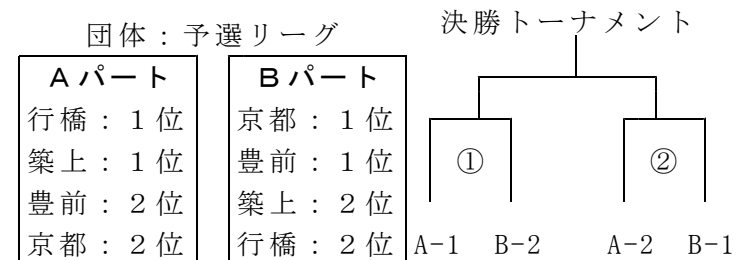 団体：予選リーグ
Aパート
行橋：１位
築上：１位
豊前：２位
京都：２位
Bパート
京都：１位
豊前：１位
築上：２位
行橋：２位
決勝トーナメント
① ②
A-1 B-2 A-2 B-1